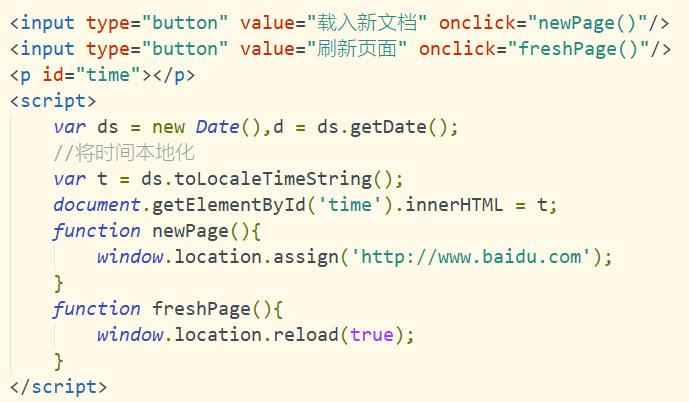 <input type="button" value="载入新文档" onclick="newPage()"/>
<input type="button" value="刷新页面" onclick="freshPage()"/>
<p id="time"></p>
<script>
    var ds = new Date(),d = ds.getDate();
    //将时间本地化
    var t = ds.toLocaleTimeString();
    document.getElementById('time').innerHTML = t;
    function newPage(){
        window.location.assign('http://www.baidu.com');
    }
    function freshPage(){
        window.location.reload(true);
    }
</script>